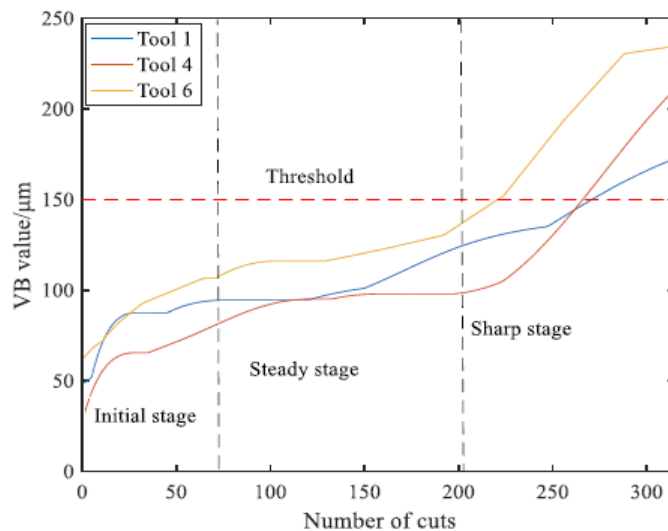 250
250
150
100
50
0
VB value/μm
Tool 1
Tool 4
Tool 6
Threshold
Sharp stage
Steady stage
Initial stage
0
50
100
150
200
250
300
Number of cuts